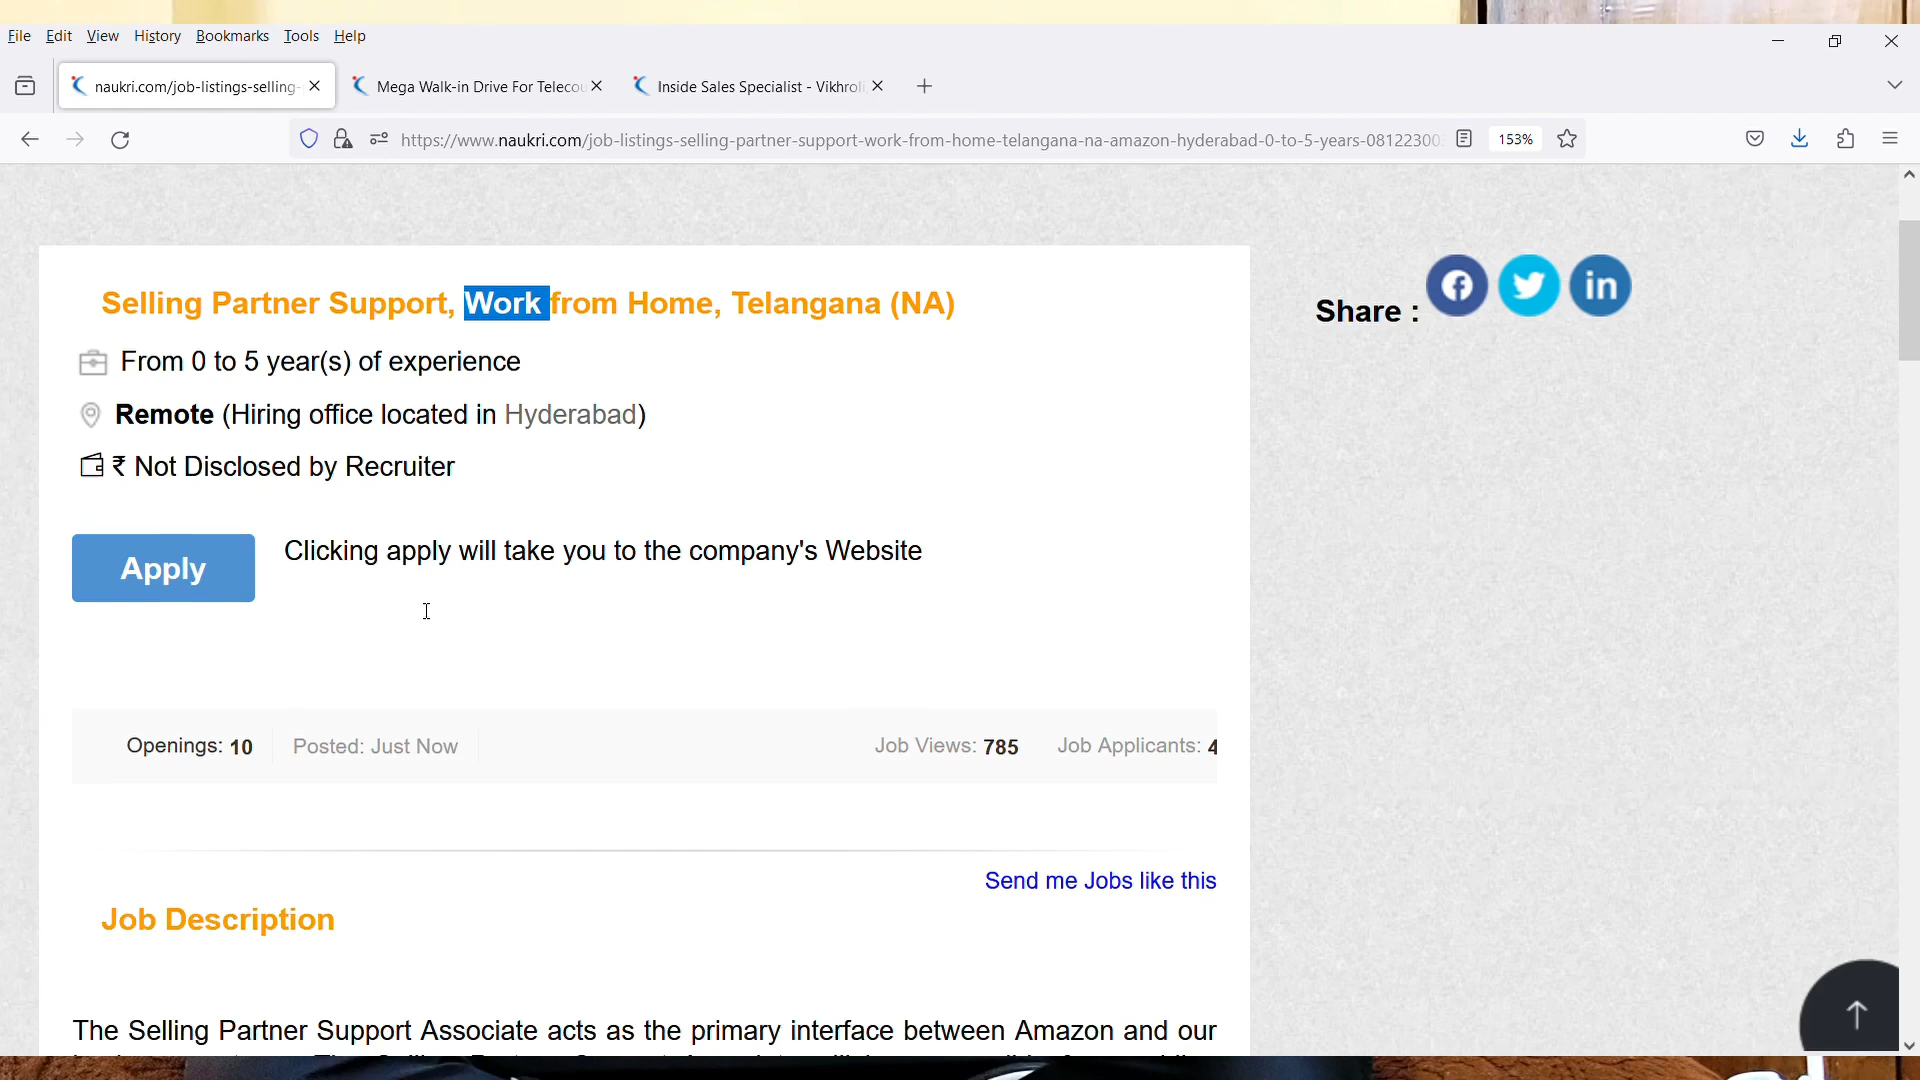 File Edit View History Bookmarks Tools Help
naukri.com/job-listings-selling-
Mega Walk-in Drive For Telecou
Inside Sales Specialist - Vikhroli,
https://www.naukri.com/job-listings-selling-partner-support-work-from-home-telangana-na-amazon-hyderabad-0-to-5-years-08122300
153%
Selling Partner Support, Work from Home, Telangana (NA)
Share :
From 0 to 5 year(s) of experience
Remote (Hiring office located in Hyderabad)
₹ Not Disclosed by Recruiter
Apply
Clicking apply will take you to the company's Website
Openings: 10
Posted: Just Now
Job Views: 785
Job Applicants: 4
Send me Jobs like this
Job Description
The Selling Partner Support Associate acts as the primary interface between Amazon and our